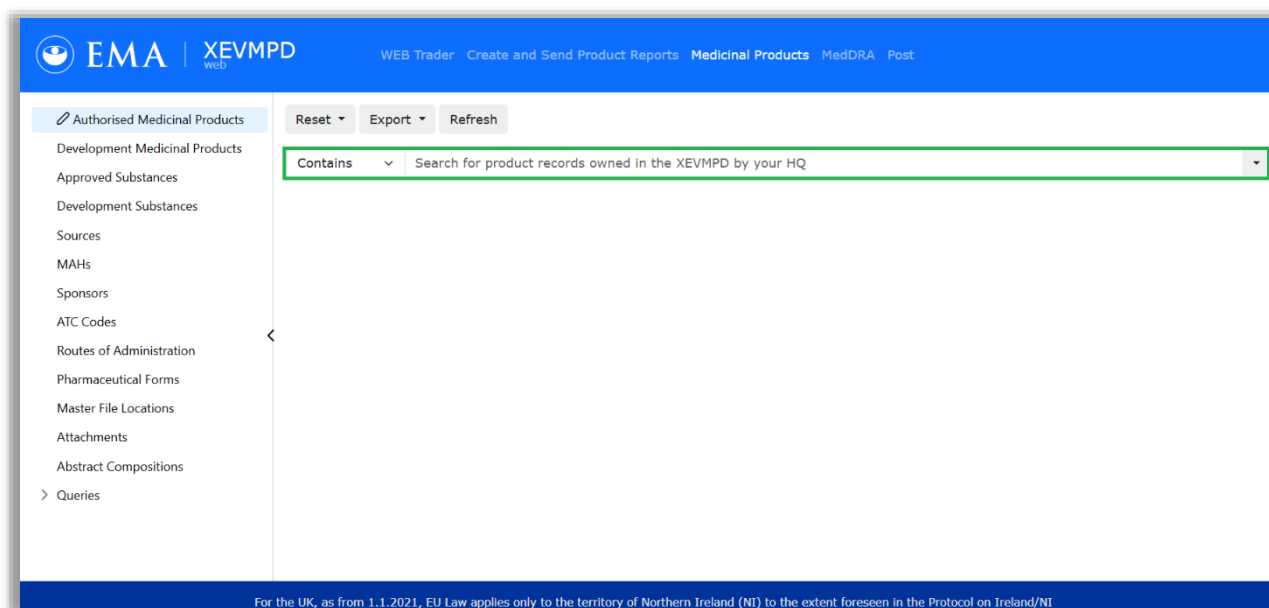 EMA | XEVMPD
web
WEB Trader Create and Send Product Reports Medicinal Products MedDRA Post
Authorised Medicinal Products
Development Medicinal Products
Approved Substances
Development Substances
Sources
MAHs
Sponsors
ATC Codes
Routes of Administration
Pharmaceutical Forms
Master File Locations
Attachments
Abstract Compositions
Queries
Reset Export Refresh
Contains Search for product records owned in the XEVMPD by your HQ
For the UK, as from 1.1.2021, EU Law applies only to the territory of Northern Ireland (NI) to the extent foreseen in the Protocol on Ireland/NI